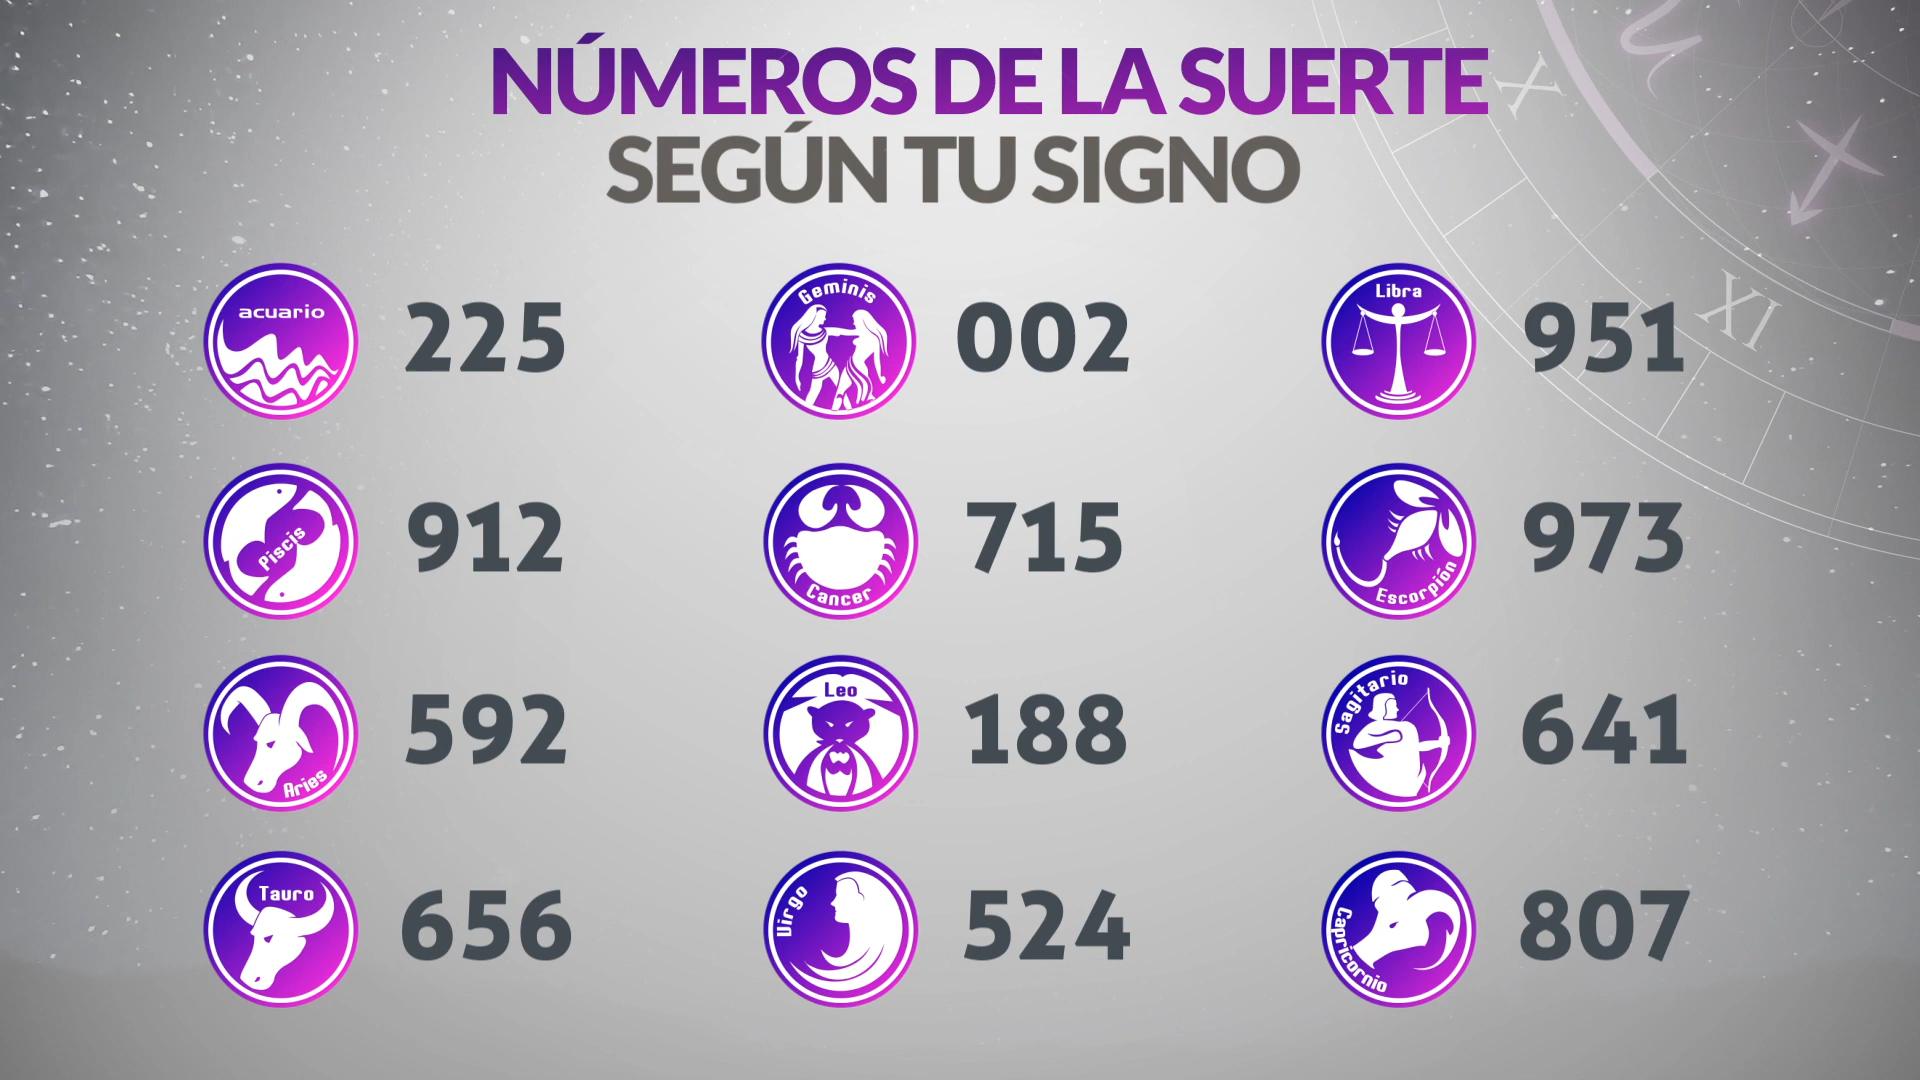 NÚMEROS DE LA SUERTE
SEGÚN TU SIGNO
X
XI
acuario 225
Geminis 002
Libra 951
Piscis 912
Cancer 715
Escorpión 973
Aries 592
Leo 188
Sagitario 641
Tauro 656
Virgo 524
Capricornio 807